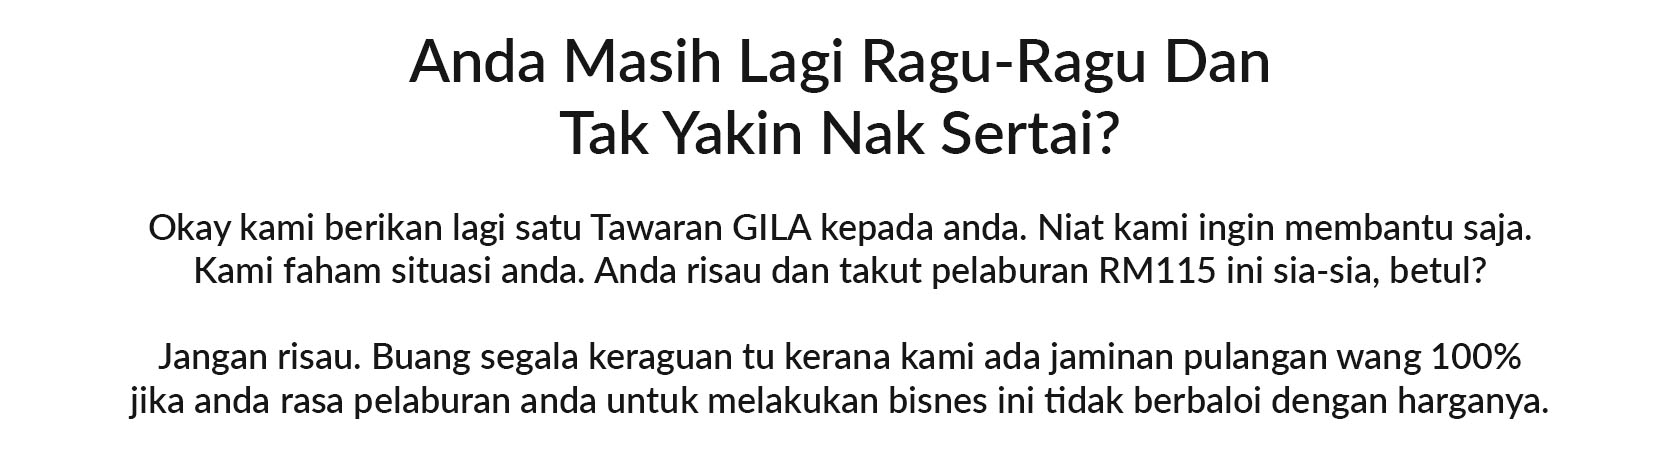 Anda Masih Lagi Ragu-Ragu Dan
Tak Yakin Nak Sertai?
Okay kami berikan lagi satu Tawaran GILA kepada anda. Niat kami ingin membantu saja.
Kami faham situasi anda. Anda risau dan takut pelaburan RM115 ini sia-sia, betul?
Jangan risau. Buang segala keraguan tu kerana kami ada jaminan pulangan wang 100%
jika anda rasa pelaburan anda untuk melakukan bisnes ini tidak berbaloi dengan harganya.